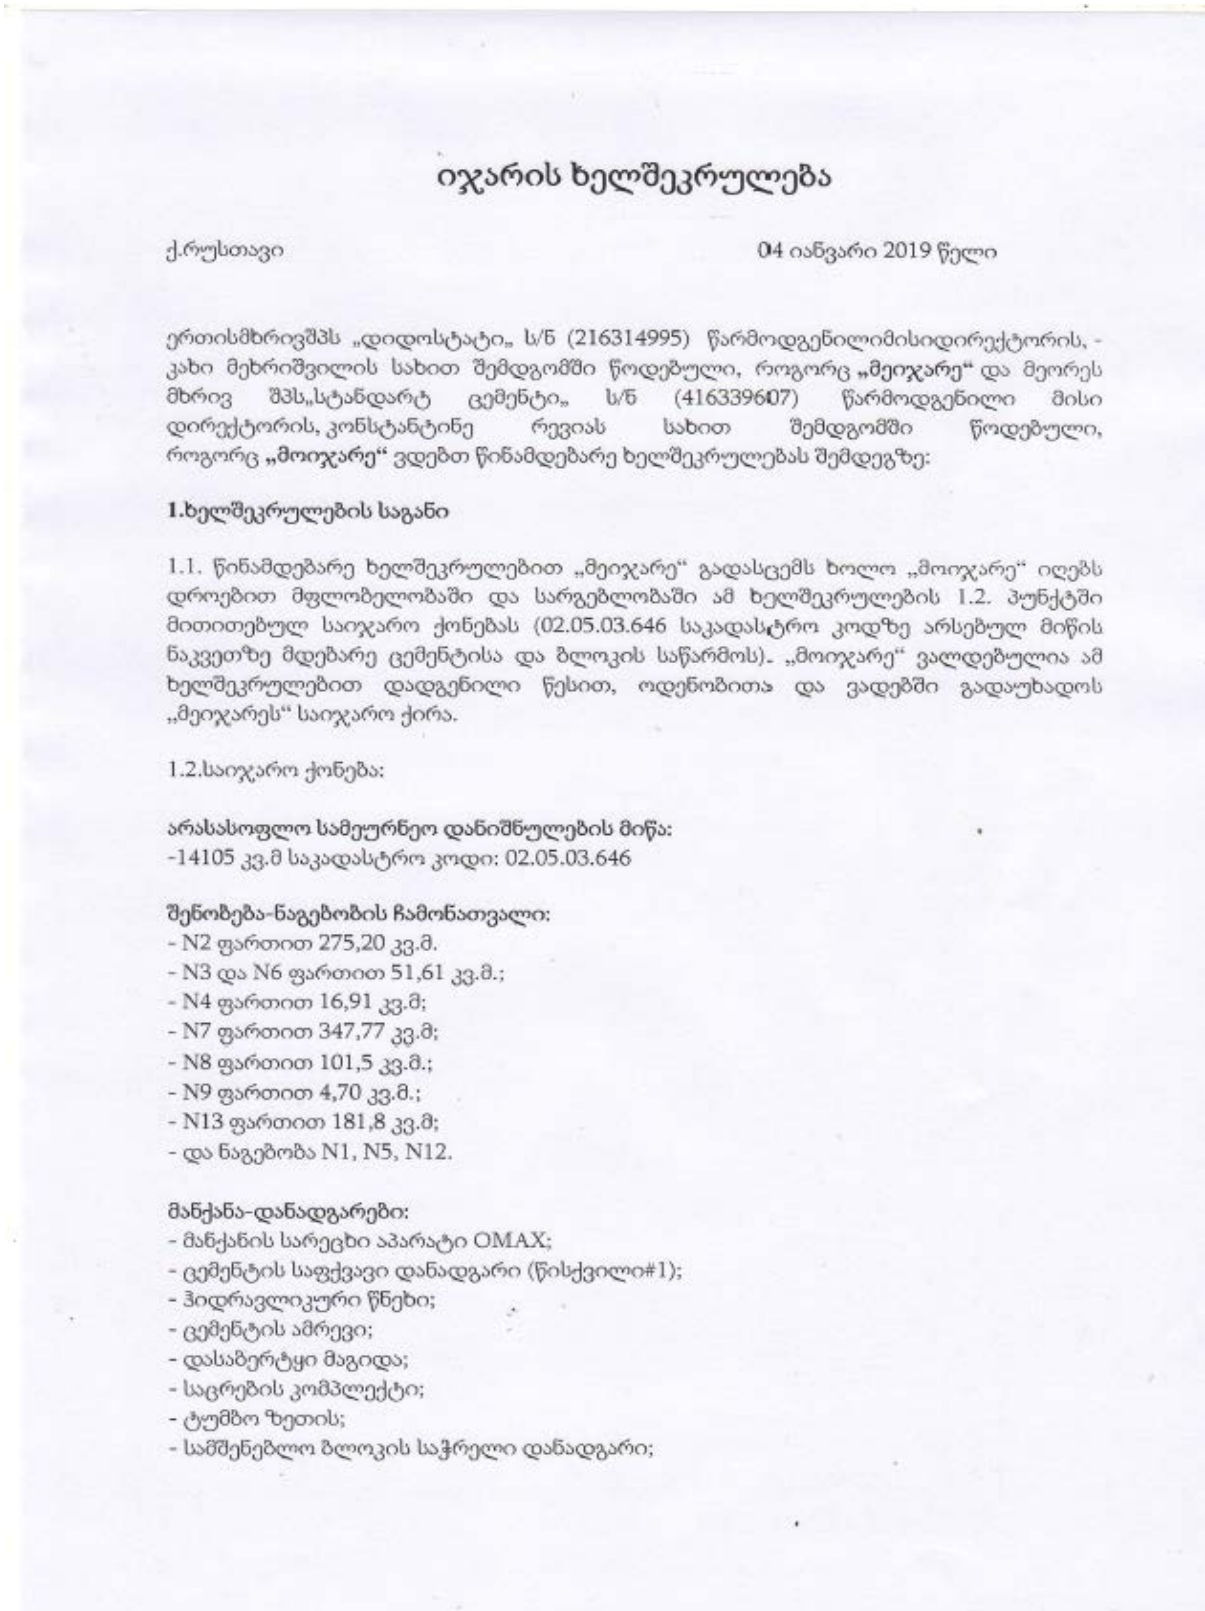 იჯარის ხელშეკრულება
ქ.რუსთავი 04 იანვარი 2019 წელი
ერთისმხრივშპს „დიდოსტატი„ ს/ნ (216314995) წარმოდგენილიმისიდირექტორის, -
კახი მეხრიშვილის სახით შემდგომში წოდებული, როგორც „მეიჯარე“ და მეორეს
მხრივ შპს„სტანდარტ ცემენტი„ ს/ნ (416339607) წარმოდგენილი მისი
დირექტორის, კონსტანტინე რევიას სახით შემდგომში წოდებული,
როგორც „მოიჯარე“ ვდებთ წინამდებარე ხელშეკრულებას შემდეგზე:
1.ხელშეკრულების საგანი
1.1. წინამდებარე ხელშეკრულებით „მეიჯარე“ გადასცემს ხოლო „მოიჯარე“ იღებს
დროებით მფლობელობაში და სარგებლობაში ამ ხელშეკრულების 1.2. პუნქტში
მითითებულ საიჯარო ქონებას (02.05.03.646 საკადასტრო კოდზე არსებულ მიწის
ნაკვეთზე მდებარე ცემენტისა და ბლოკის საწარმოს). „მოიჯარე“ ვალდებულია ამ
ხელშეკრულებით დადგენილი წესით, ოდენობითა და ვადებში გადაუხადოს
„მეიჯარეს“ საიჯარო ქირა.
1.2.საიჯარო ქონება:
არასასოფლო სამეურნეო დანიშნულების მიწა:
-14105 კვ.მ საკადასტრო კოდი: 02.05.03.646
შენობება-ნაგებობის ჩამონათვალი:
- N2 ფართით 275,20 კვ.მ.
- N3 და N6 ფართით 51,61 კვ.მ.;
- N4 ფართით 16,91 კვ.მ;
- N7 ფართით 347,77 კვ.მ;
- N8 ფართით 101,5 კვ.მ.;
- N9 ფართით 4,70 კვ.მ.;
- N13 ფართით 181,8 კვ.მ;
- და ნაგებობა N1, N5, N12.
მანქანა-დანადგარები:
- მანქანის სარეცხი აპარატი OMAX;
- ცემენტის საფქვავი დანადგარი (წისქვილი#1);
- ჰიდრავლიკური წნეხი;
- ცემენტის ამრევი;
- დასაბერტყი მაგიდა;
- საცრების კომპლექტი;
- ტუმბო ზეთის;
- სამშენებლო ბლოკის საჭრელი დანადგარი;